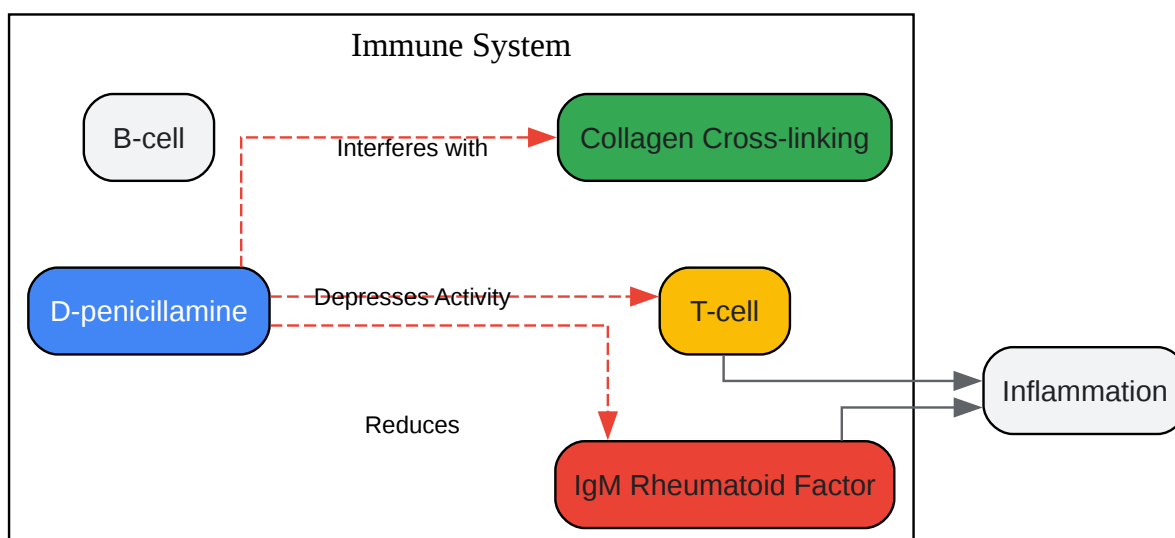 Immune System
B-cell
Interferes with
Collagen Cross-linking
D-penicillamine
Depresses Activity
T-cell
Inflammation
Reduces
IgM Rheumatoid Factor